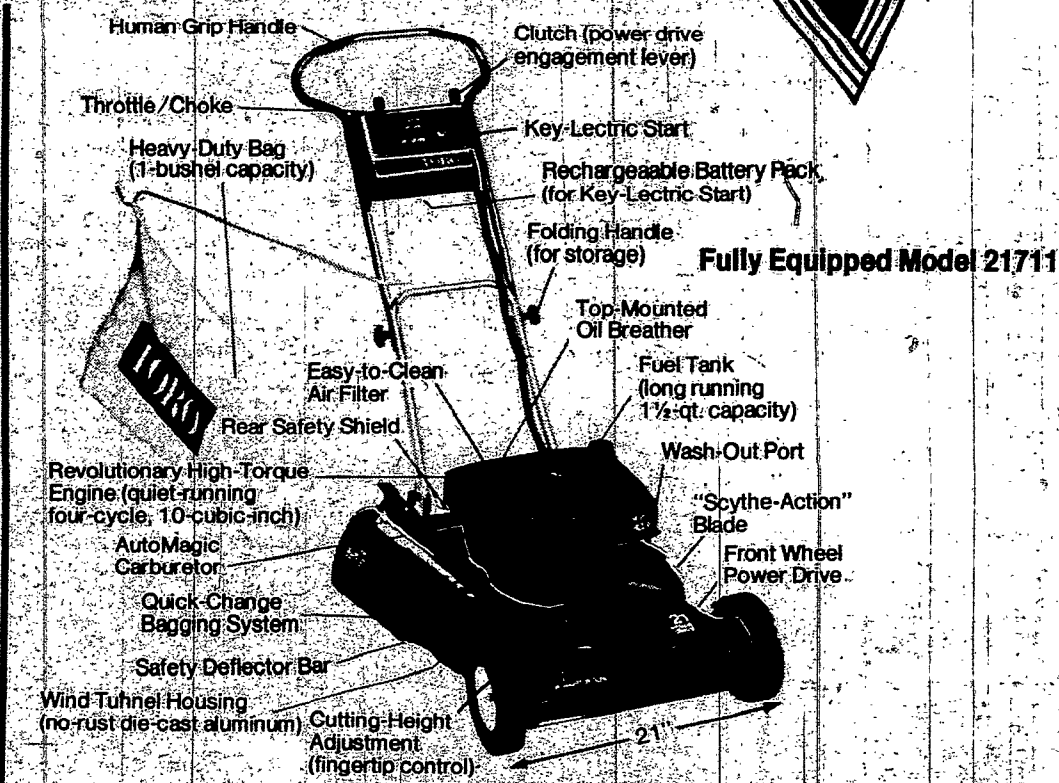 Human Grip Handle
Clutch (power drive
engagement lever)
Throttle/Choke
Key-Lectric Start
Heavy-Duty Bag
(1-bushel capacity)
Rechargeaable Battery Pack
(for Key-Lectric Start)
Folding Handle
(for storage)
Fully Equipped Model 21711
Top-Mounted
Oil Breather
TORO
Easy-to-Clean
Air Filter
Fuel Tank
(long running
1½-qt. capacity)
Rear Safety Shield
Wash-Out Port
Revolutionary High-Torque
Engine (quiet-running
four-cycle, 10-cubic-inch)
"Scythe-Action"
Blade
AutoMagic
Carburetor
Front Wheel
Power Drive
Quick-Change
Bagging System
Safety Deflector Bar
Wind Tunnel Housing
(no-rust die-cast aluminum)
Cutting-Height
Adjustment
(fingertip control)
21"